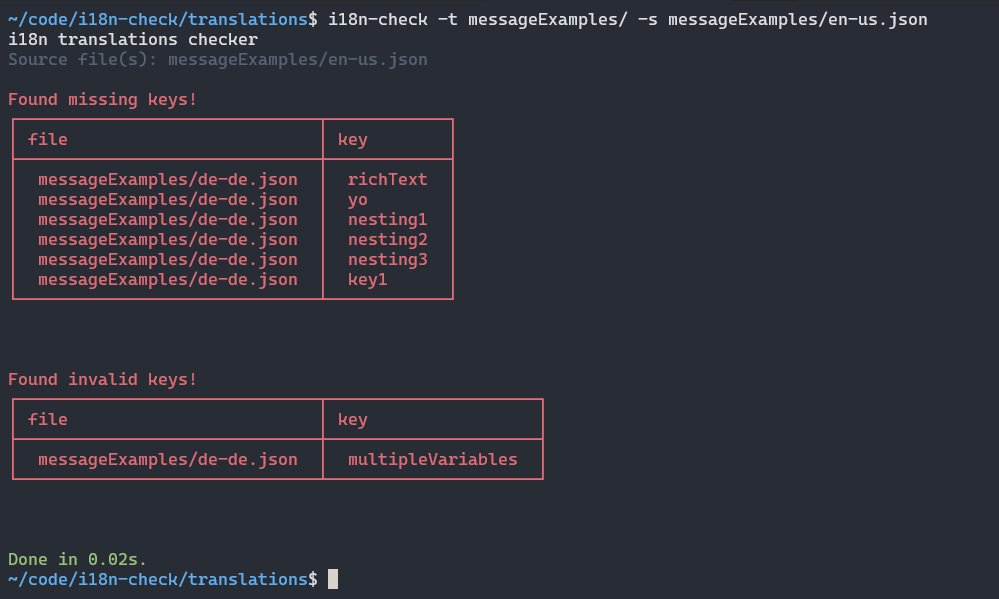 ~/code/i18n-check/translations$ i18n-check -t messageExamples/ -s messageExamples/en-us.json
i18n translations checker
Source file(s): messageExamples/en-us.json
Found missing keys!
file key
messageExamples/de-de.json richText
messageExamples/de-de.json yo
messageExamples/de-de.json nesting1
messageExamples/de-de.json nesting2
messageExamples/de-de.json nesting3
messageExamples/de-de.json key1
Found invalid keys!
file key
messageExamples/de-de.json multipleVariables
Done in 0.02s.
~/code/i18n-check/translations$